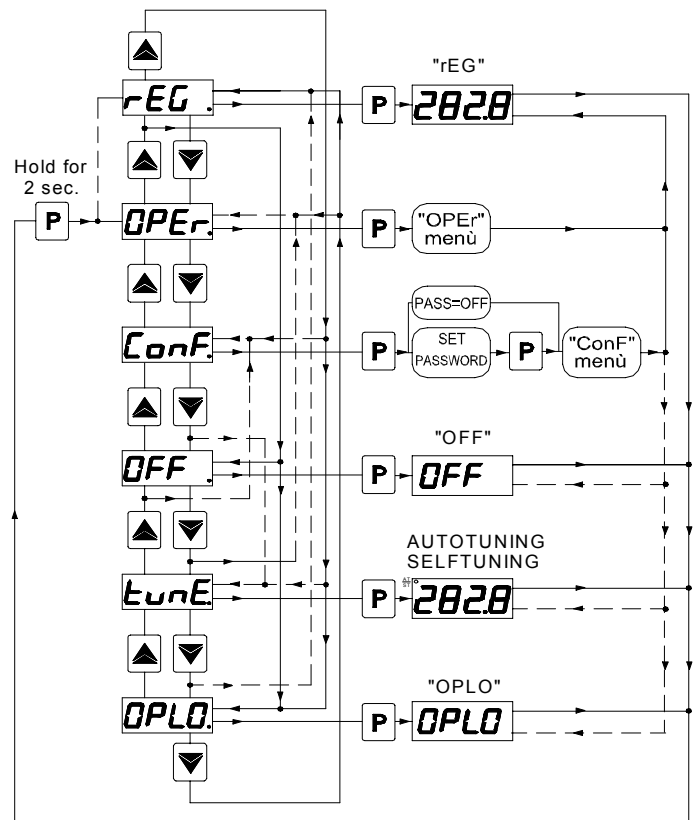 "rEG"
rEG .
P
282.8
Hold for
2 sec.
P
OPEr.
P
"OPEr"
menù
ConF.
P
PASS=OFF
SET
PASSWORD
P
"ConF"
menù
"OFF"
OFF .
P
OFF
AUTOTUNING
SELFTUNING
tunE.
P
282.8
"OPLO"
OPLO.
P
OPLO